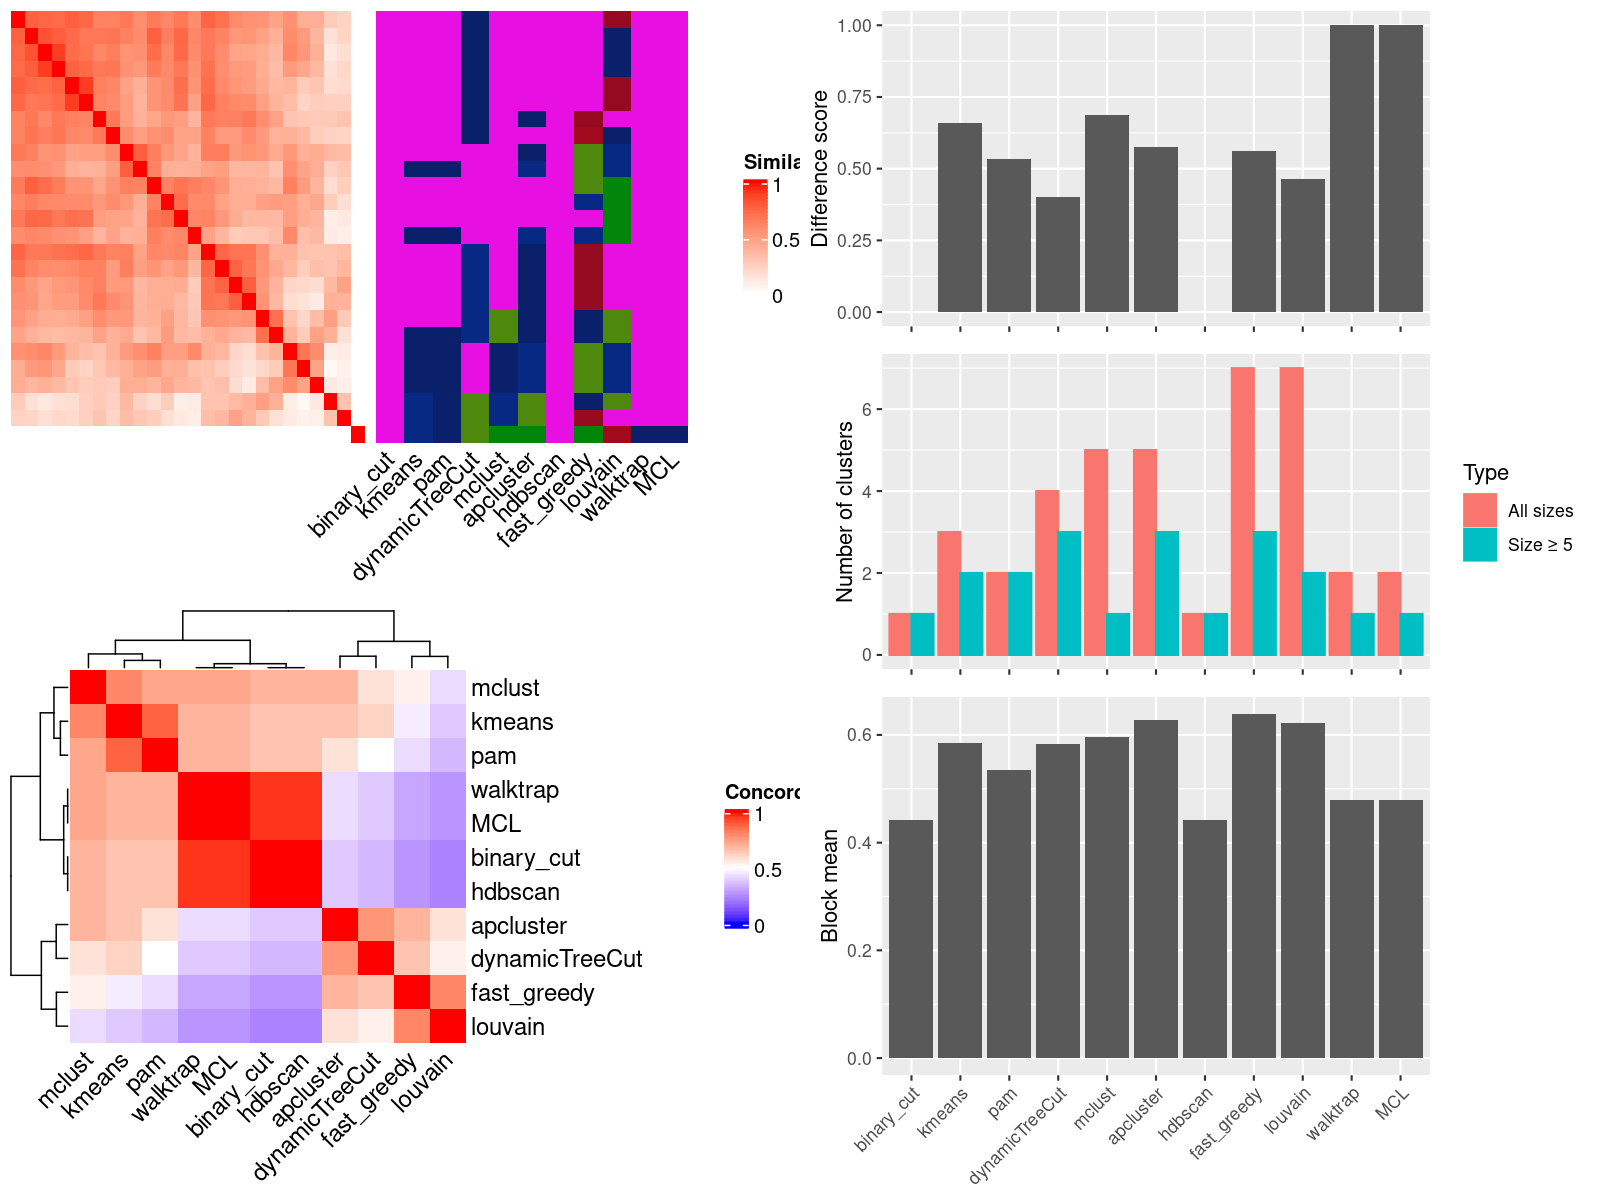 Simila
1
0.5
0
binary_cut
kmeans
pam
dynamicTreeCut
mclust
apcluster
hdbscan
fast_greedy
louvain
walktrap
MCL
Difference score
1.00
0.75
0.50
0.25
0.00
Number of clusters
6
4
2
0
Type
All sizes
Size ≥ 5
Block mean
0.6
0.4
0.2
0.0
binary_cut
kmeans
pam
dynamicTreeCut
mclust
apcluster
hdbscan
fast_greedy
louvain
walktrap
MCL
mclust
kmeans
pam
walktrap
MCL
binary_cut
hdbscan
apcluster
dynamicTreeCut
fast_greedy
louvain
Concord
1
0.5
0
mclust
kmeans
pam
walktrap
MCL
binary_cut
hdbscan
apcluster
dynamicTreeCut
fast_greedy
louvain